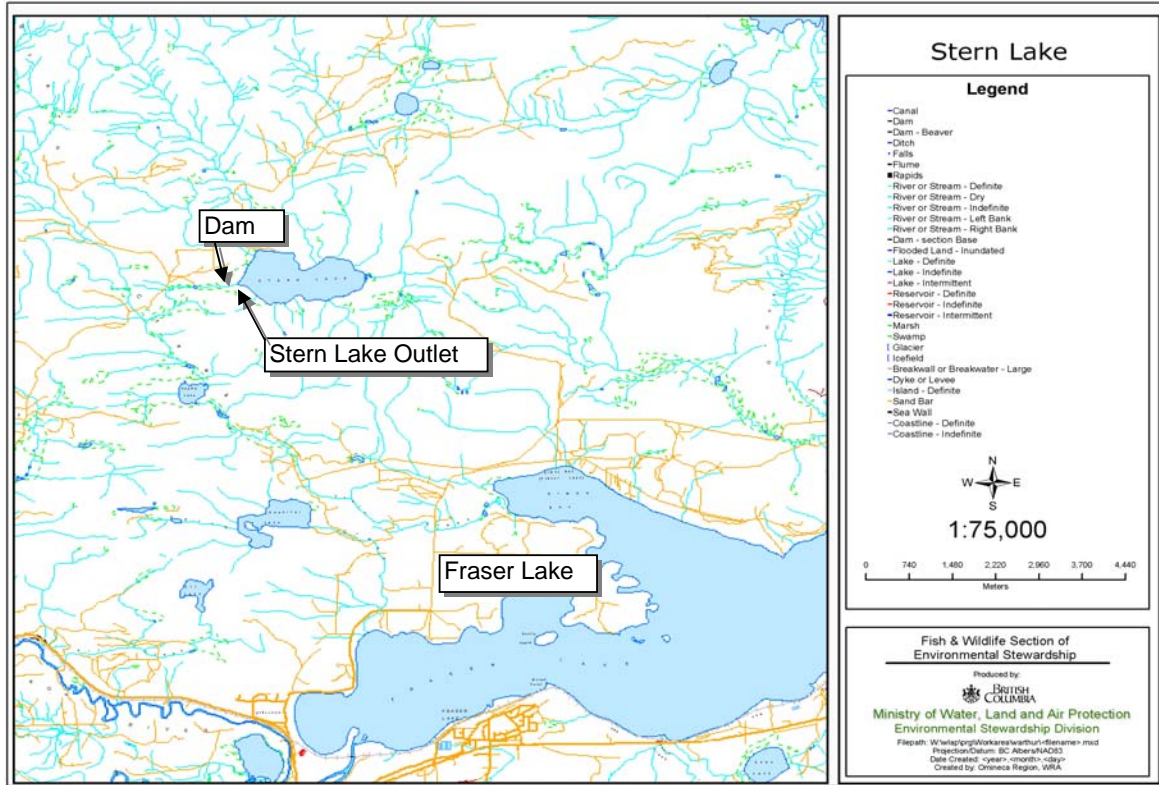 Dam
Stern Lake Outlet
Fraser Lake
Stern Lake
Legend
Canal
Dam
Dam - Beaver
Ditch
Falls
Flume
Rapids
River or Stream - Definite
River or Stream - Dry
River or Stream - Indefinite
River or Stream - Left Bank
River or Stream - Right Bank
Dam - section Base
Flooded Land - Inundated
Lake - Definite
Lake - Indefinite
Lake - Intermittent
Reservoir - Definite
Reservoir - Indefinite
Reservoir - Intermittent
Marsh
Swamp
Glacier
Icefield
Breakwall or Breakwater - Large
Dyke or Levee
Island - Definite
Sand Bar
Sea Wall
Coastline - Definite
Coastline - Indefinite
N
W E
S
1:75,000
0 740 1,480 2,220 2,960 3,700 4,440
Meters
Fish & Wildlife Section of
Environmental Stewardship
Produced by:
BRITISH
COLUMBIA
Ministry of Water, Land and Air Protection
Environmental Stewardship Division
Projection/Datum: BC Albers/NAD83
Date Created: <year>,<month>,<day>
Created by: Omineca Region, WRA